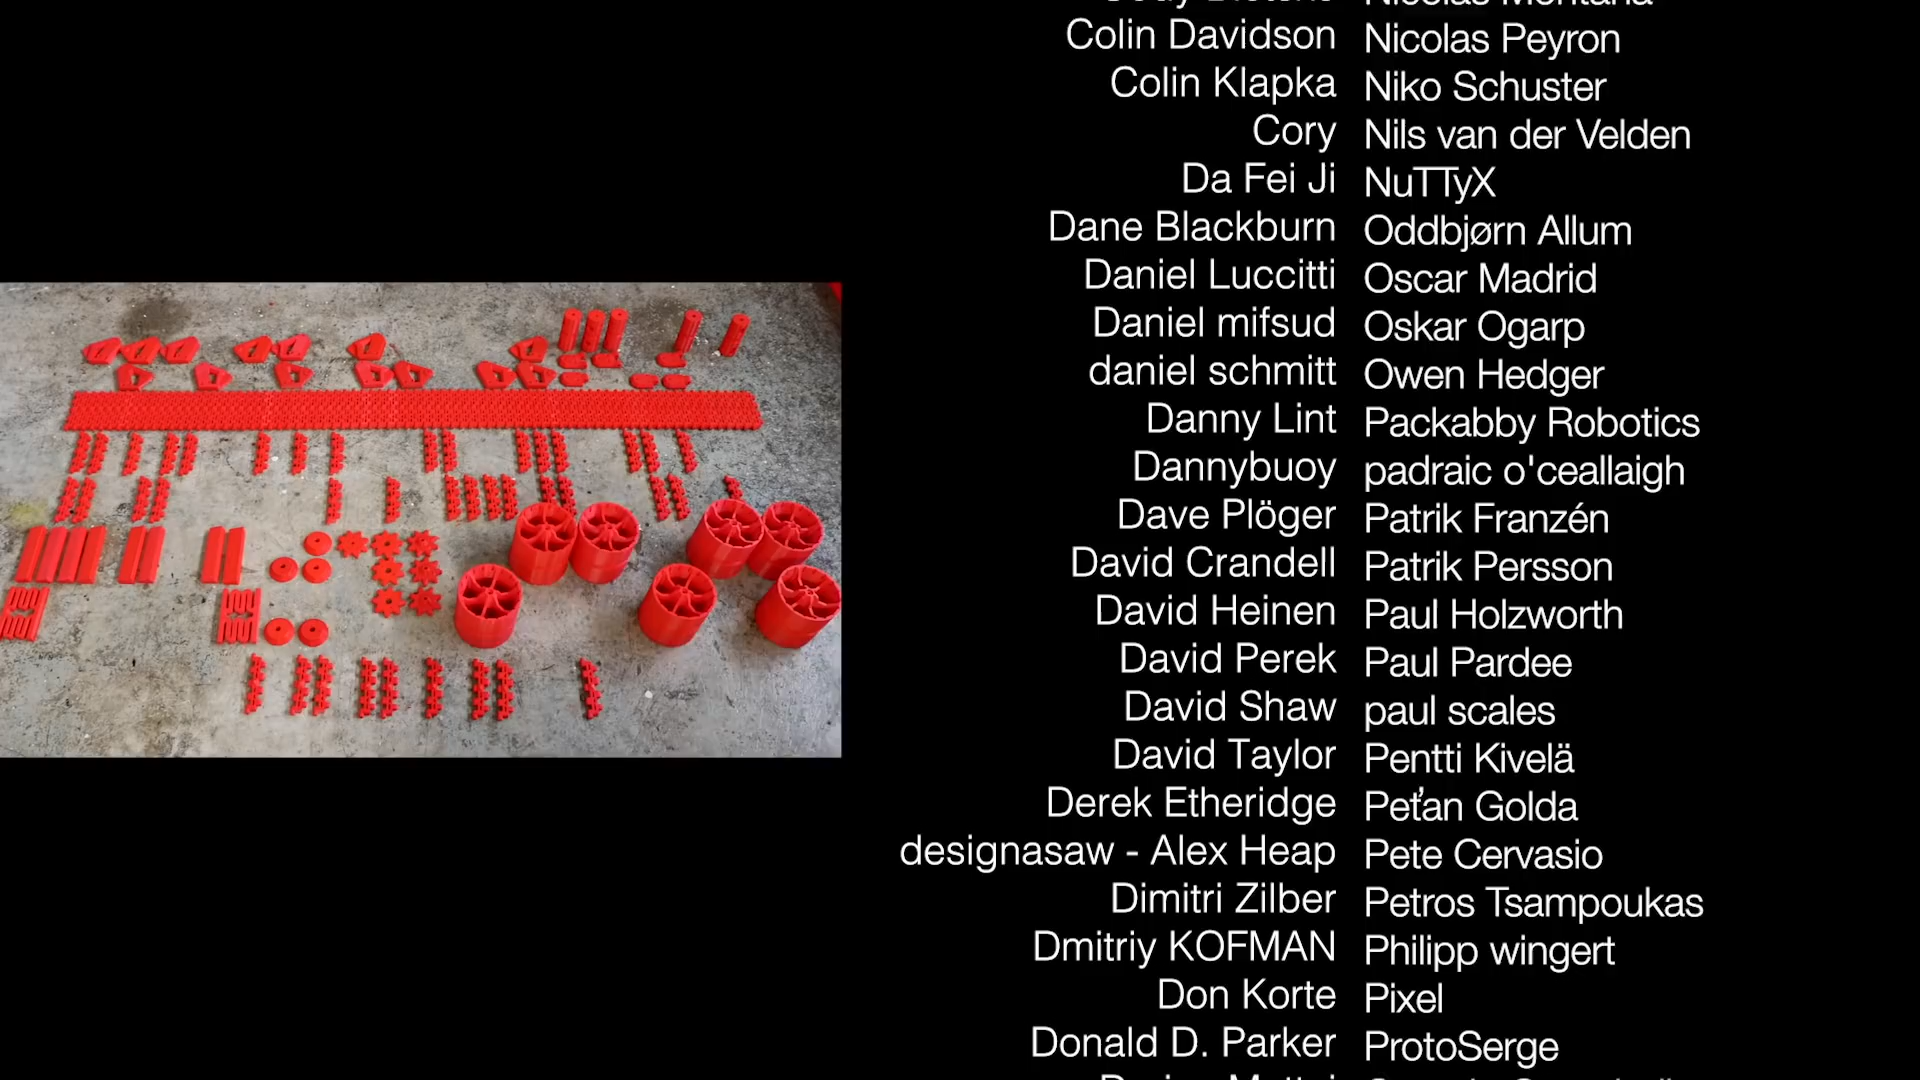 Colin Davidson
Colin Klapka
Cory
Da Fei Ji
Dane Blackburn
Daniel Luccitti
Daniel mifsud
daniel schmitt
Danny Lint
Dannybuoy
Dave Plöger
David Crandell
David Heinen
David Perek
David Shaw
David Taylor
Derek Etheridge
designasaw - Alex Heap
Dimitri Zilber
Dmitriy KOFMAN
Don Korte
Donald D. Parker
Nicolas Peyron
Niko Schuster
Nils van der Velden
NuTTyX
Oddbjørn Allum
Oscar Madrid
Oskar Ogarp
Owen Hedger
Packabby Robotics
padraic o'ceallaigh
Patrik Franzén
Patrik Persson
Paul Holzworth
Paul Pardee
paul scales
Pentti Kivelä
Peťan Golda
Pete Cervasio
Petros Tsampoukas
Philipp wingert
Pixel
ProtoSerge